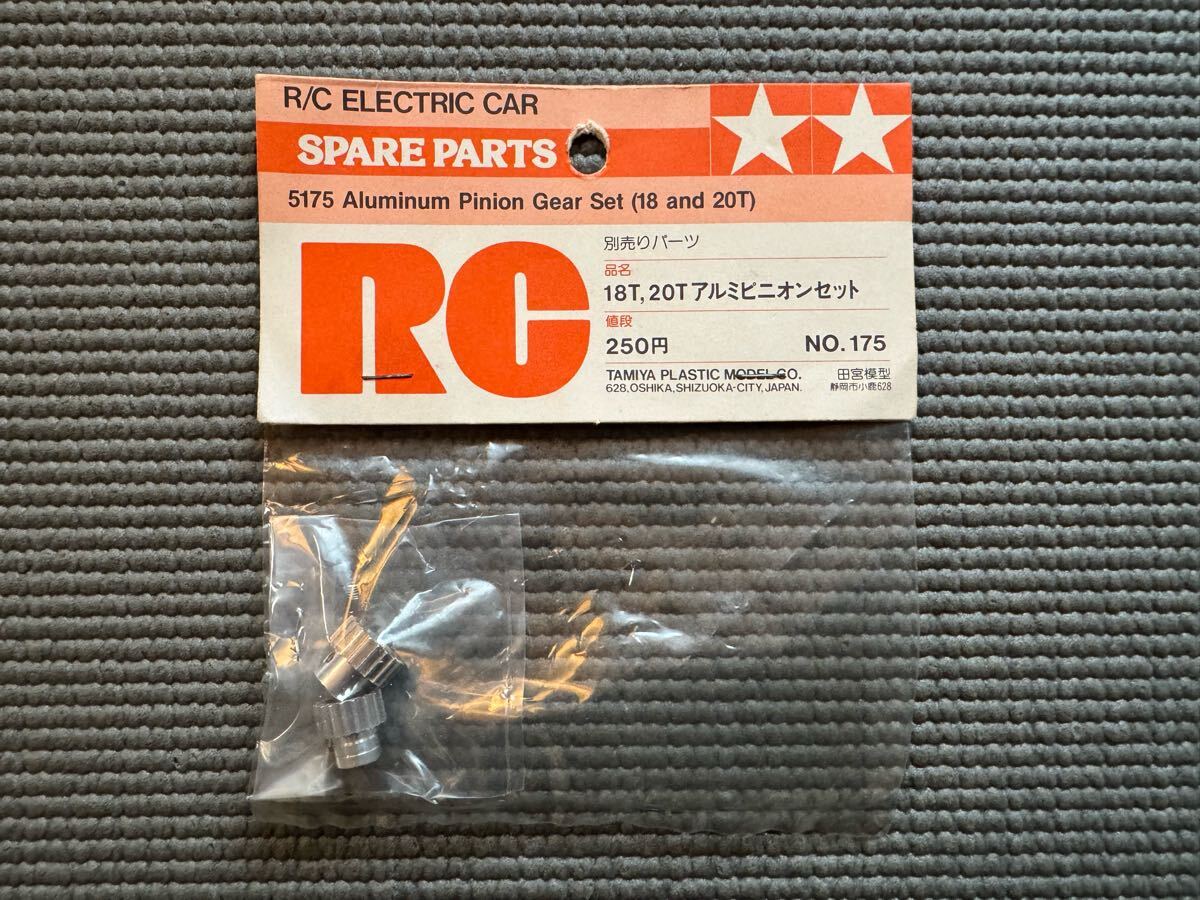 R/C ELECTRIC CAR
SPARE PARTS
5175 Aluminum Pinion Gear Set (18 and 20T)
RC
別売りパーツ
品名
18T, 20T アルミピニオンセット
値段
250円 NO. 175
TAMIYA PLASTIC MODEL CO. 田宮模型
628, OSHIKA, SHIZUOKA-CITY, JAPAN. 静岡市小鹿628